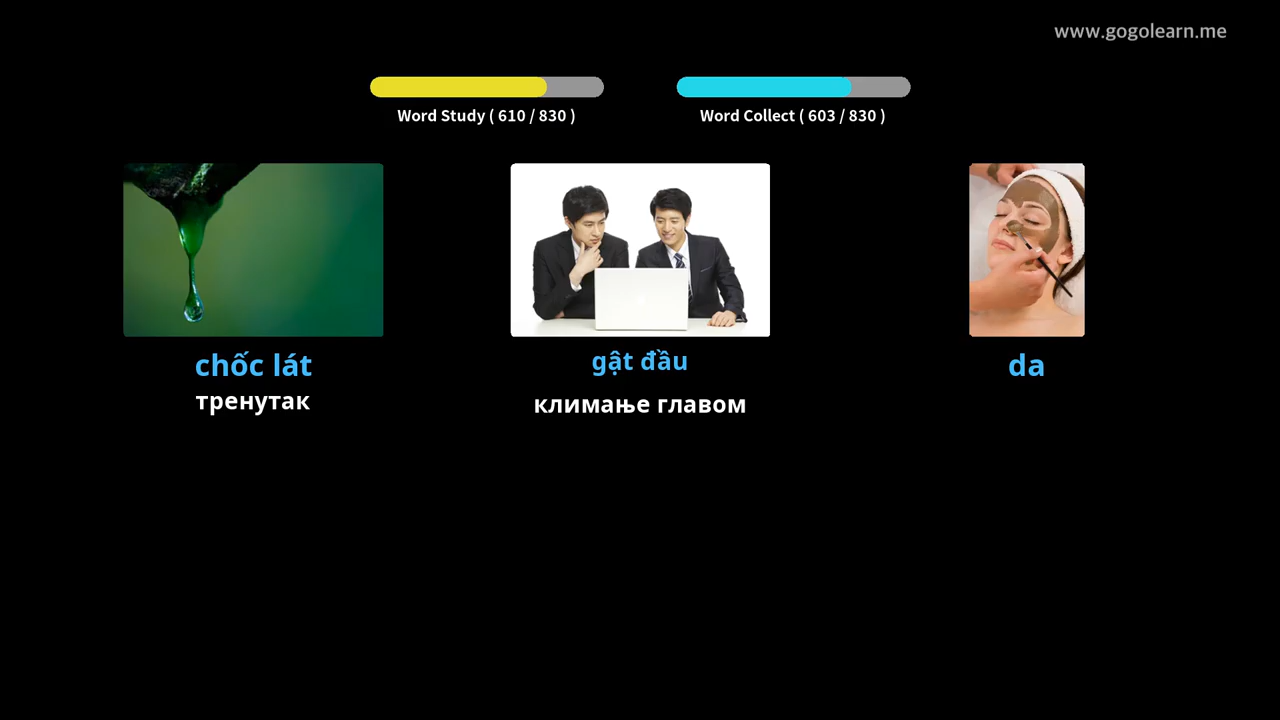 www.gogolearn.me
Word Study ( 610 / 830 )
Word Collect ( 603 / 830 )
chốc lát
тренутак
gật đầu
климање главом
da